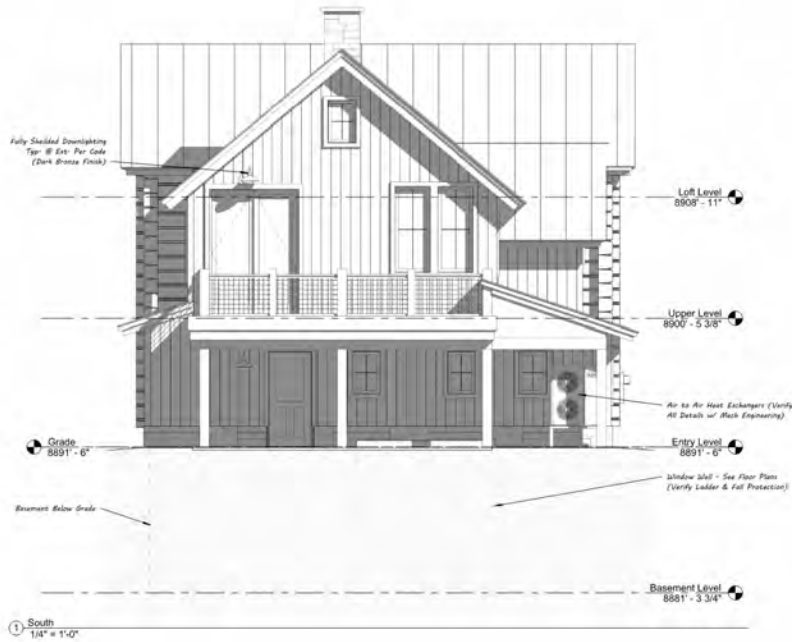 Fully Sheilded Downlighting
Typ. @ Ext. Per Code
(Dark Bronze Finish)
Loft Level
8908' - 11"
Upper Level
8900' - 5 3/8"
Air to Air Heat Exchangers (Verify
All Details w/ Mech Engineering)
Grade
8891' - 6"
Entry Level
8891' - 6"
Window Well - See Floor Plans
(Verify Ladder & Fall Protection)
Basement Below Grade
Basement Level
8881' - 3 3/4"
1 South
1/4" = 1'-0"